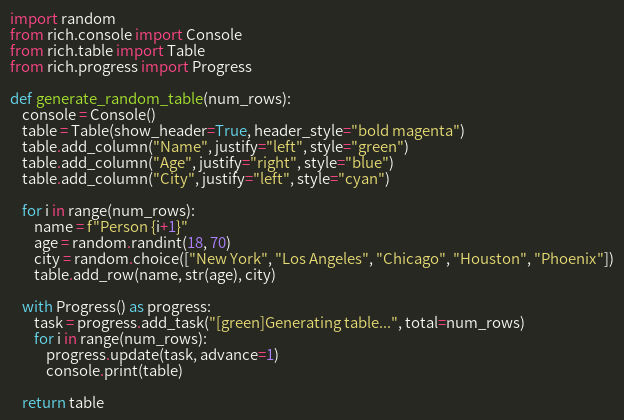 import random
from rich.console import Console
from rich.table import Table
from rich.progress import Progress

def generate_random_table(num_rows):
    console = Console()
    table = Table(show_header=True, header_style="bold magenta")
    table.add_column("Name", justify="left", style="green")
    table.add_column("Age", justify="right", style="blue")
    table.add_column("City", justify="left", style="cyan")

    for i in range(num_rows):
        name = f"Person {i+1}"
        age = random.randint(18, 70)
        city = random.choice(["New York", "Los Angeles", "Chicago", "Houston", "Phoenix"])
        table.add_row(name, str(age), city)

    with Progress() as progress:
        task = progress.add_task("[green]Generating table...", total=num_rows)
        for i in range(num_rows):
            progress.update(task, advance=1)
            console.print(table)

    return table